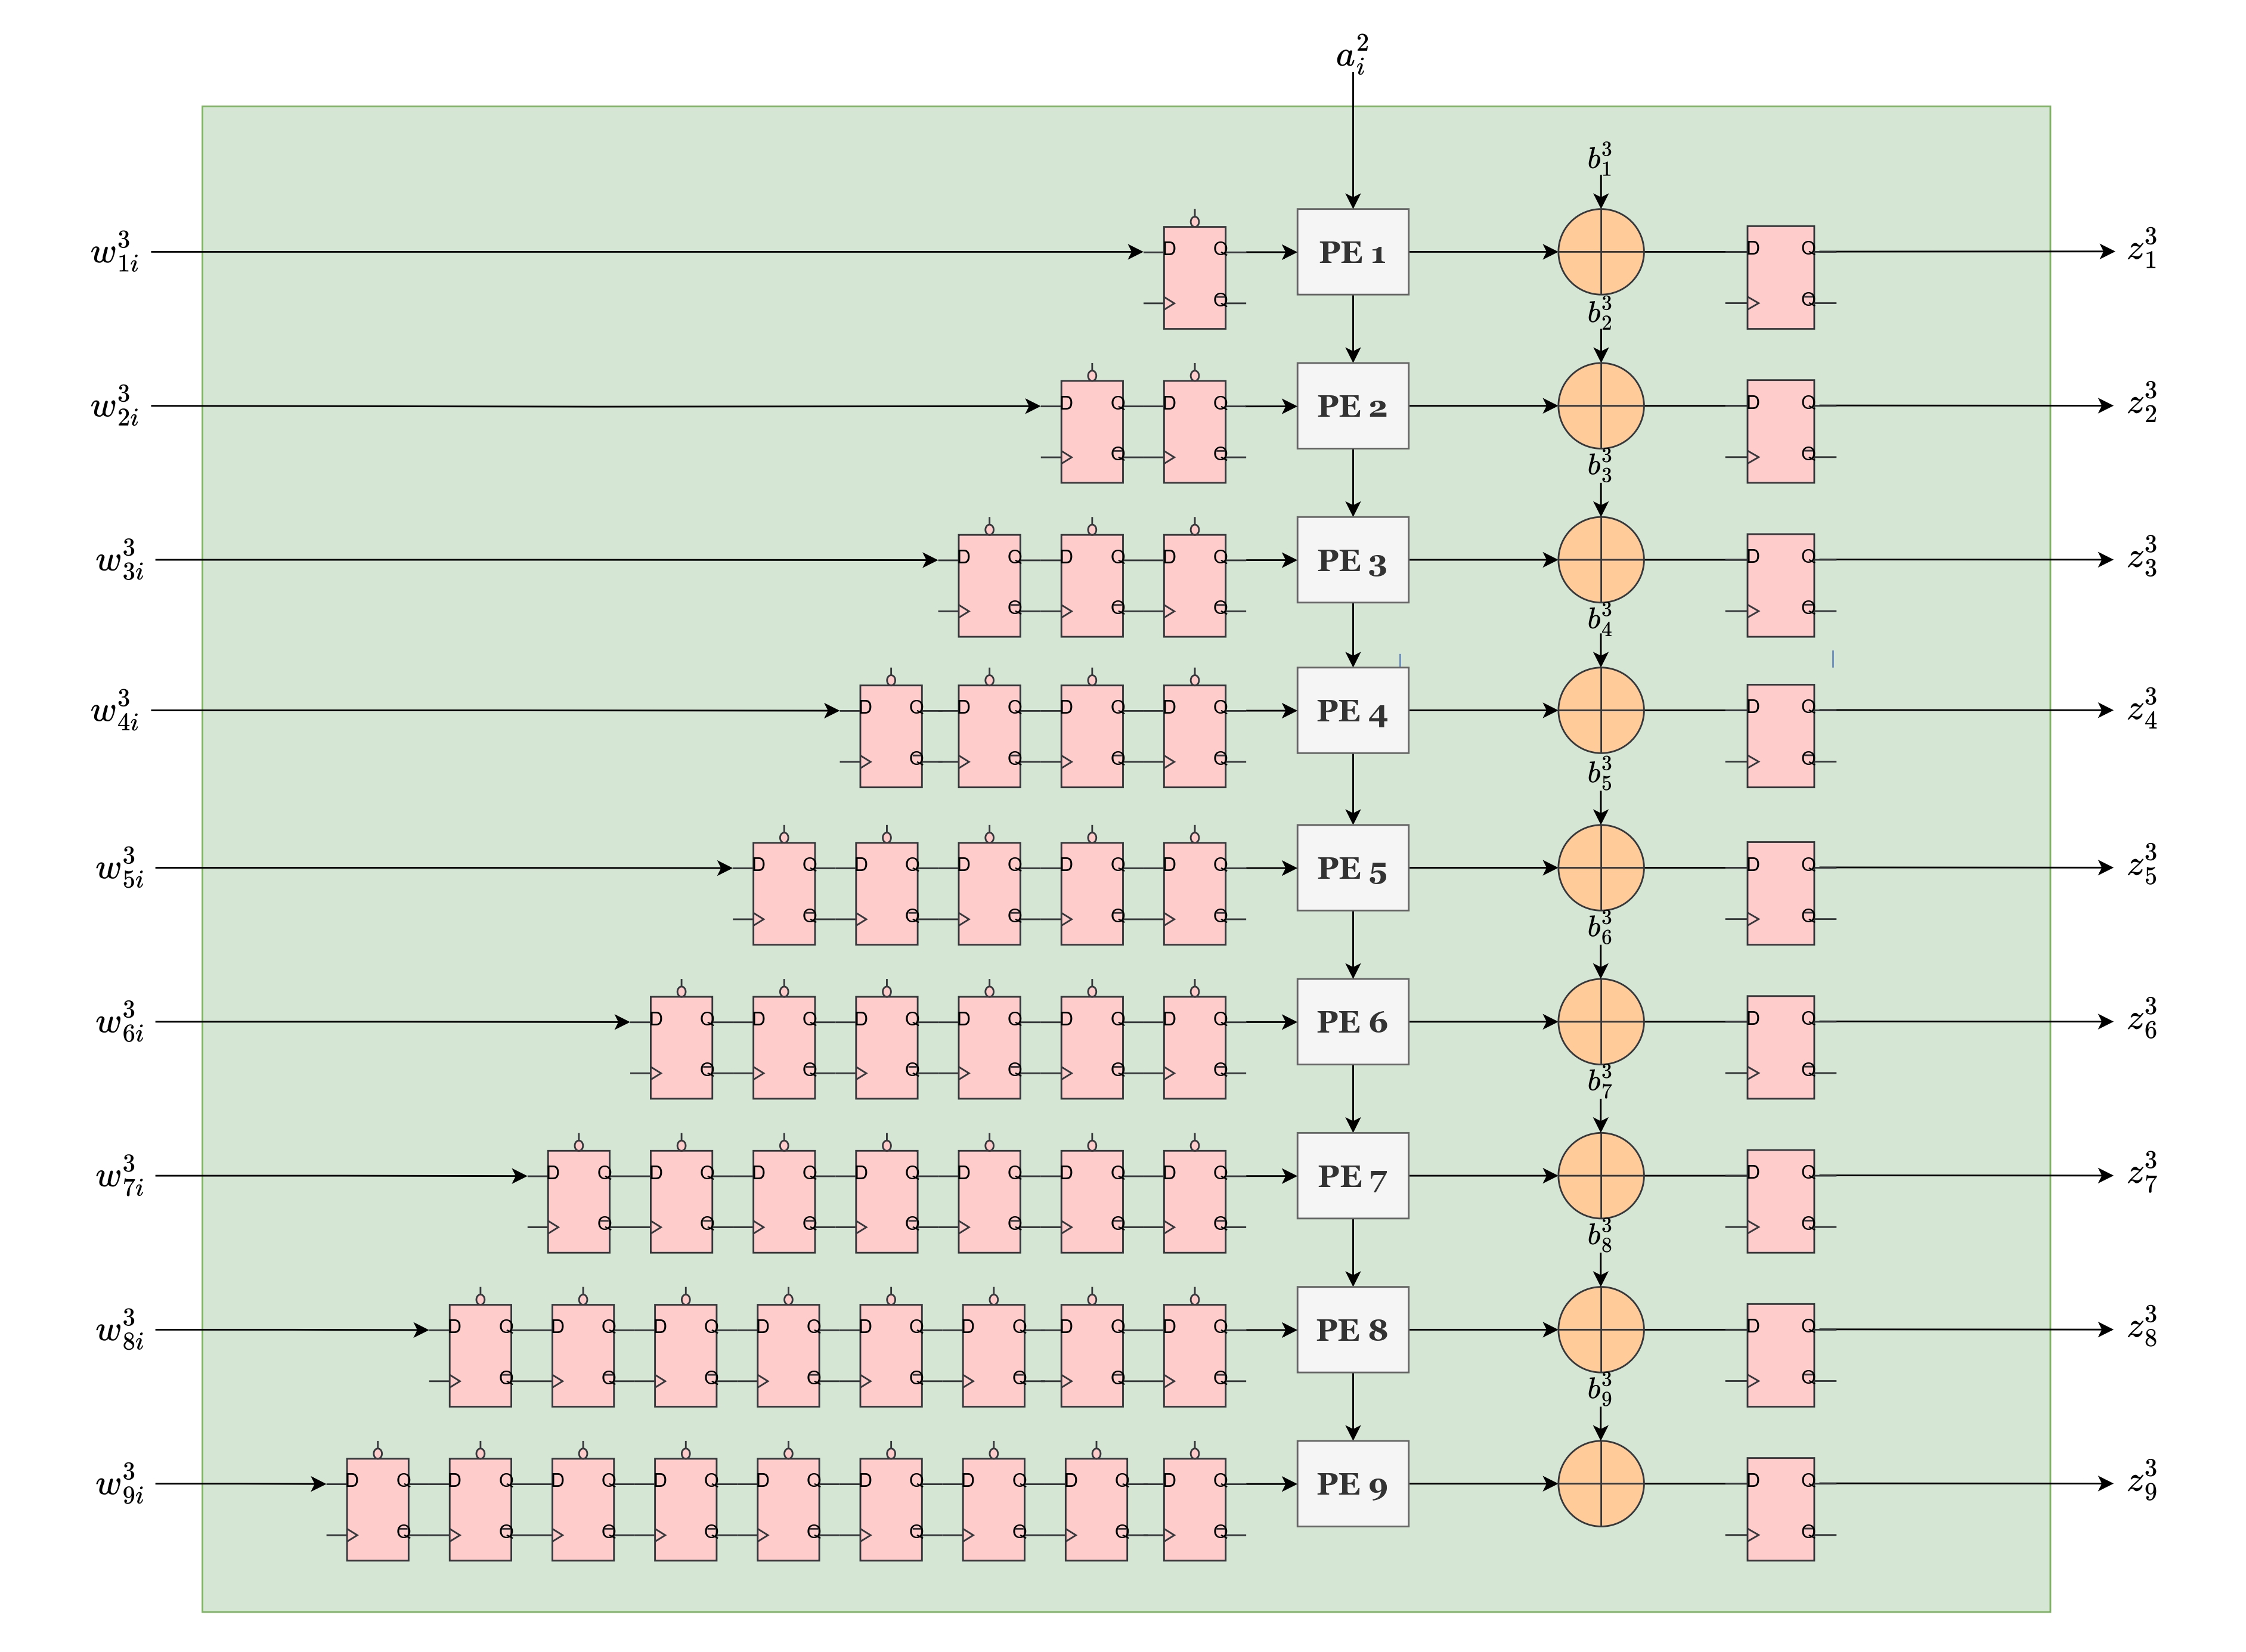 a_i^2
b_1^3
w_{1i}^3 D Q PE 1 D Q z_1^3
Q̅ Q̅
b_2^3
w_{2i}^3 D Q D Q PE 2 D Q z_2^3
Q̅ Q̅ Q̅
b_3^3
w_{3i}^3 D Q D Q D Q PE 3 D Q z_3^3
Q̅ Q̅ Q̅ Q̅
b_4^3
w_{4i}^3 D Q D Q D Q D Q PE 4 D Q z_4^3
Q̅ Q̅ Q̅ Q̅ Q̅
b_5^3
w_{5i}^3 D Q D Q D Q D Q D Q PE 5 D Q z_5^3
Q̅ Q̅ Q̅ Q̅ Q̅ Q̅
b_6^3
w_{6i}^3 D Q D Q D Q D Q D Q D Q PE 6 D Q z_6^3
Q̅ Q̅ Q̅ Q̅ Q̅ Q̅ Q̅
b_7^3
w_{7i}^3 D Q D Q D Q D Q D Q D Q D Q PE 7 D Q z_7^3
Q̅ Q̅ Q̅ Q̅ Q̅ Q̅ Q̅ Q̅
b_8^3
w_{8i}^3 D Q D Q D Q D Q D Q D Q D Q D Q PE 8 D Q z_8^3
Q̅ Q̅ Q̅ Q̅ Q̅ Q̅ Q̅ Q̅ Q̅
b_9^3
w_{9i}^3 D Q D Q D Q D Q D Q D Q D Q D Q D Q PE 9 D Q z_9^3
Q̅ Q̅ Q̅ Q̅ Q̅ Q̅ Q̅ Q̅ Q̅ Q̅